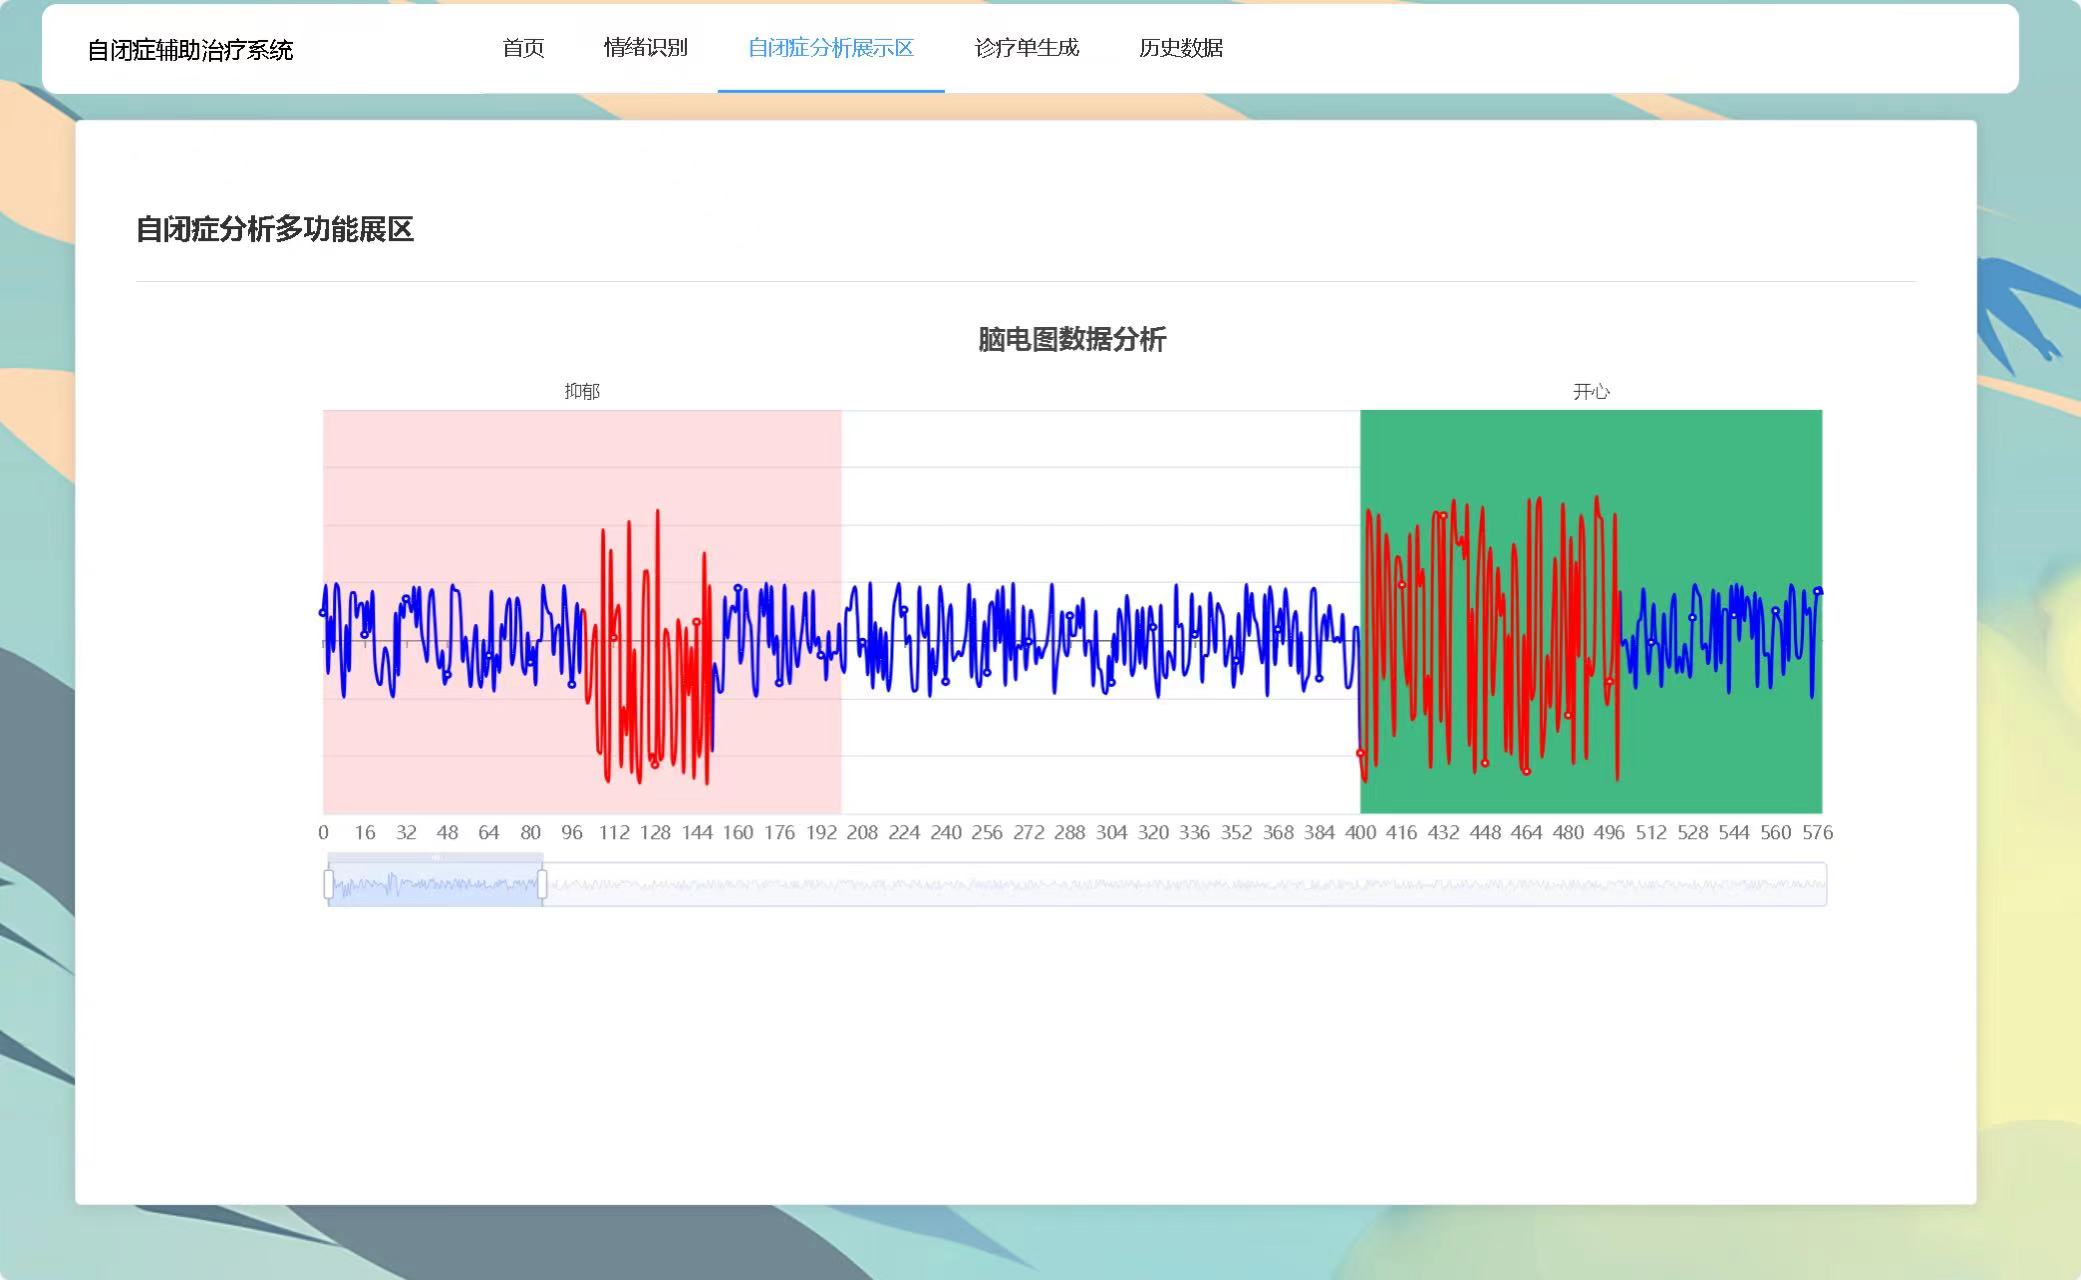 自闭症辅助治疗系统 首页 情绪识别 自闭症分析展示区 诊疗单生成 历史数据
自闭症分析多功能展区
脑电图数据分析
抑郁 开心
0 16 32 48 64 80 96 112 128 144 160 176 192 208 224 240 256 272 288 304 320 336 352 368 384 400 416 432 448 464 480 496 512 528 544 560 576